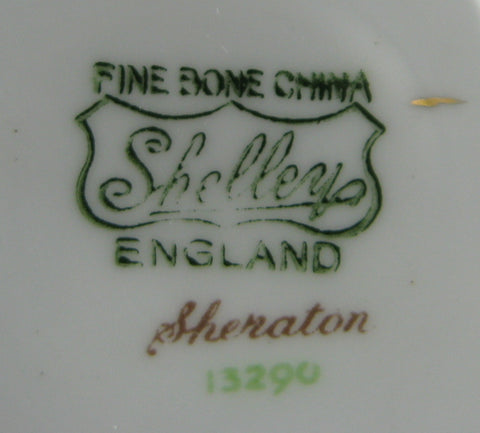 FINE BONE CHINA
Shelley
ENGLAND
Sheraton
13290